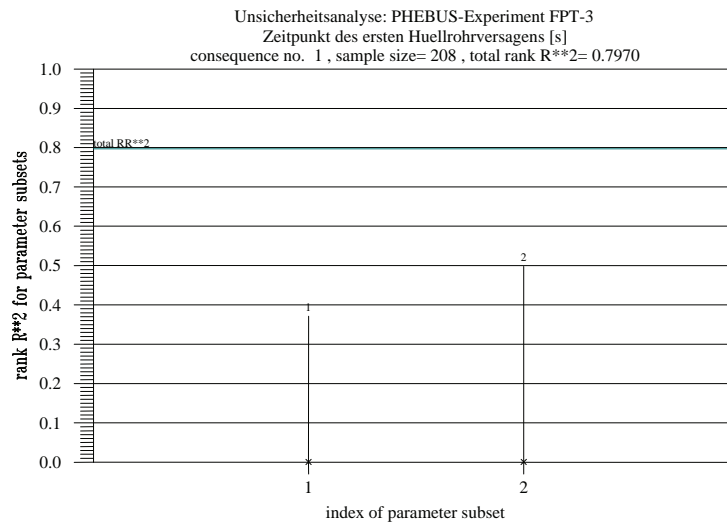 Unsicherheitsanalyse: PHEBUS-Experiment FPT-3
Zeitpunkt des ersten Huellrohrversagens [s]
consequence no. 1 , sample size= 208 , total rank R**2= 0.7970
rank R**2 for parameter subsets
1.0
0.9
0.8
total RR**2
0.7
0.6
0.5
2
0.4
1
0.3
0.2
0.1
0.0
1 2
index of parameter subset